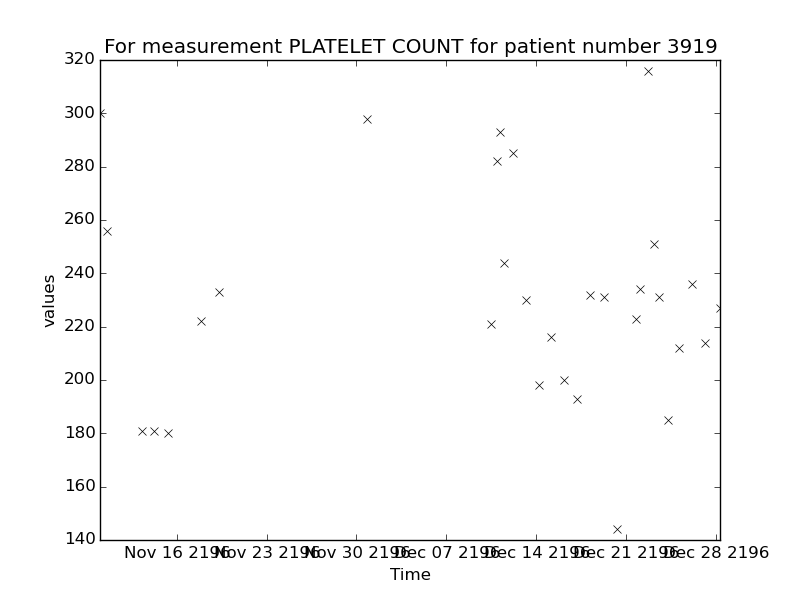 For measurement PLATELET COUNT for patient number 3919
320
300
280
260
240
220
200
180
160
140
values
Nov 16 2196 Nov 23 2196 Nov 30 2196 Dec 07 2196 Dec 14 2196 Dec 21 2196 Dec 28 2196
Time